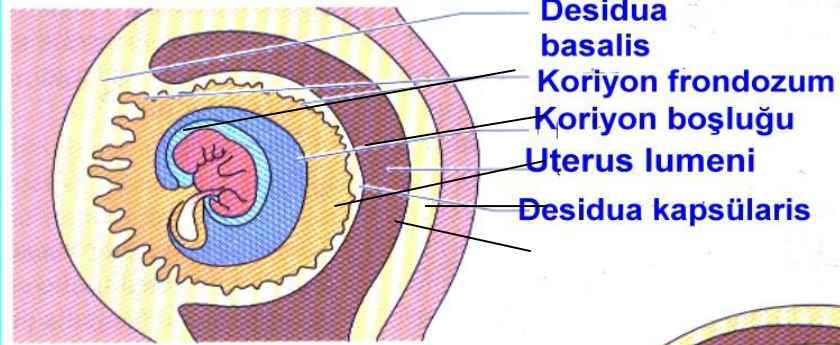 Desidua
basalis
Koriyon frondozum
Koriyon boşluğu
Uterus lumeni
Desidua kapsülaris